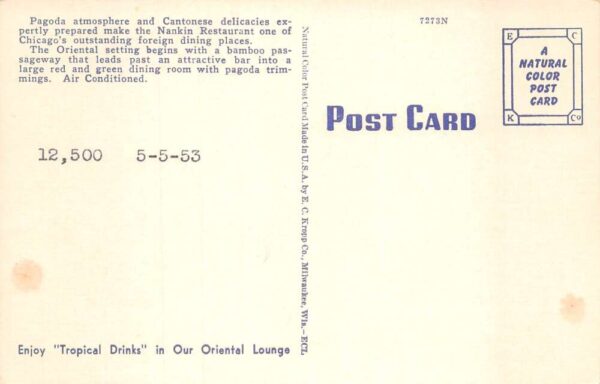 Pagoda atmosphere and Cantonese delicacies ex-
pertly prepared make the Nankin Restaurant one of
Chicago's outstanding foreign dining places.
The Oriental setting begins with a bamboo pas-
sageway that leads past an attractive bar into a
large red and green dining room with pagoda trim-
mings. Air Conditioned.
12,500 5-5-53
Enjoy "Tropical Drinks" in Our Oriental Lounge
Natural Color Post Card Made in U.S.A. by E. C. Kropp Co., Milwaukee, Wis.—ECL
7273N
POST CARD
E C
A
NATURAL
COLOR
POST
CARD
K Co